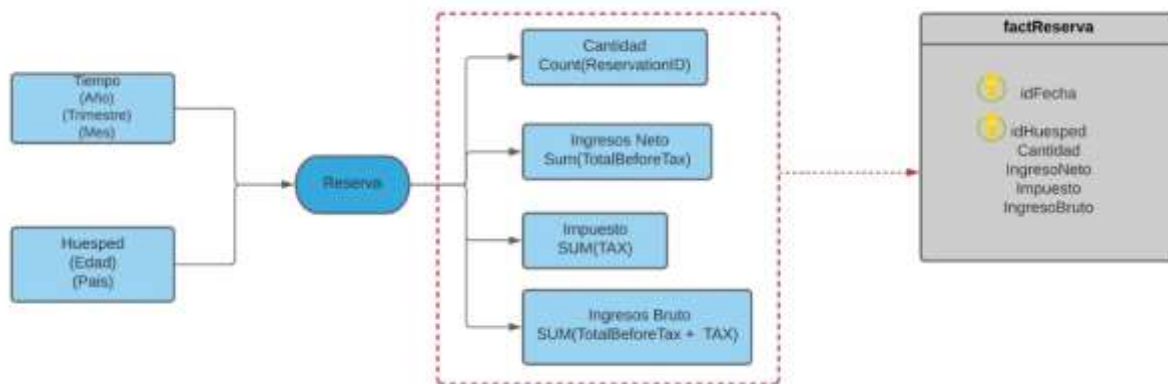 Tiempo
(Año)
(Trimestre)
(Mes)
Huesped
(Edad)
(Pais)
Reserva
Cantidad
Count(ReservationID)
Ingresos Neto
Sum(TotalBeforeTax)
Impuesto
SUM(TAX)
Ingresos Bruto
SUM(TotalBeforeTax + TAX)
factReserva
idFecha
idHuesped
Cantidad
IngresoNeto
Impuesto
IngresoBruto